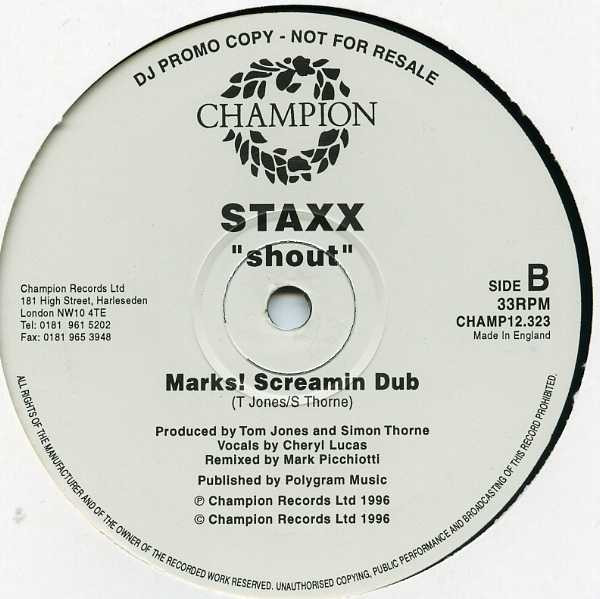 DJ PROMO COPY - NOT FOR RESALE
CHAMPION
STAXX
"shout"
Champion Records Ltd
181 High Street, Harleseden
London NW10 4TE
Tel: 0181 961 5202
Fax: 0181 965 3948
SIDE B
33RPM
CHAMP12.323
Made In England
Marks! Screamin Dub
(T Jones/S Thorne)
Produced by Tom Jones and Simon Thorne
Vocals by Cheryl Lucas
Remixed by Mark Picchiotti
Published by Polygram Music
℗ Champion Records Ltd 1996
© Champion Records Ltd 1996
ALL RIGHTS OF THE MANUFACTURER AND OF THE OWNER OF THE RECORDED WORK RESERVED. UNAUTHORISED COPYING, PUBLIC PERFORMANCE AND BROADCASTING OF THIS RECORD PROHIBITED.